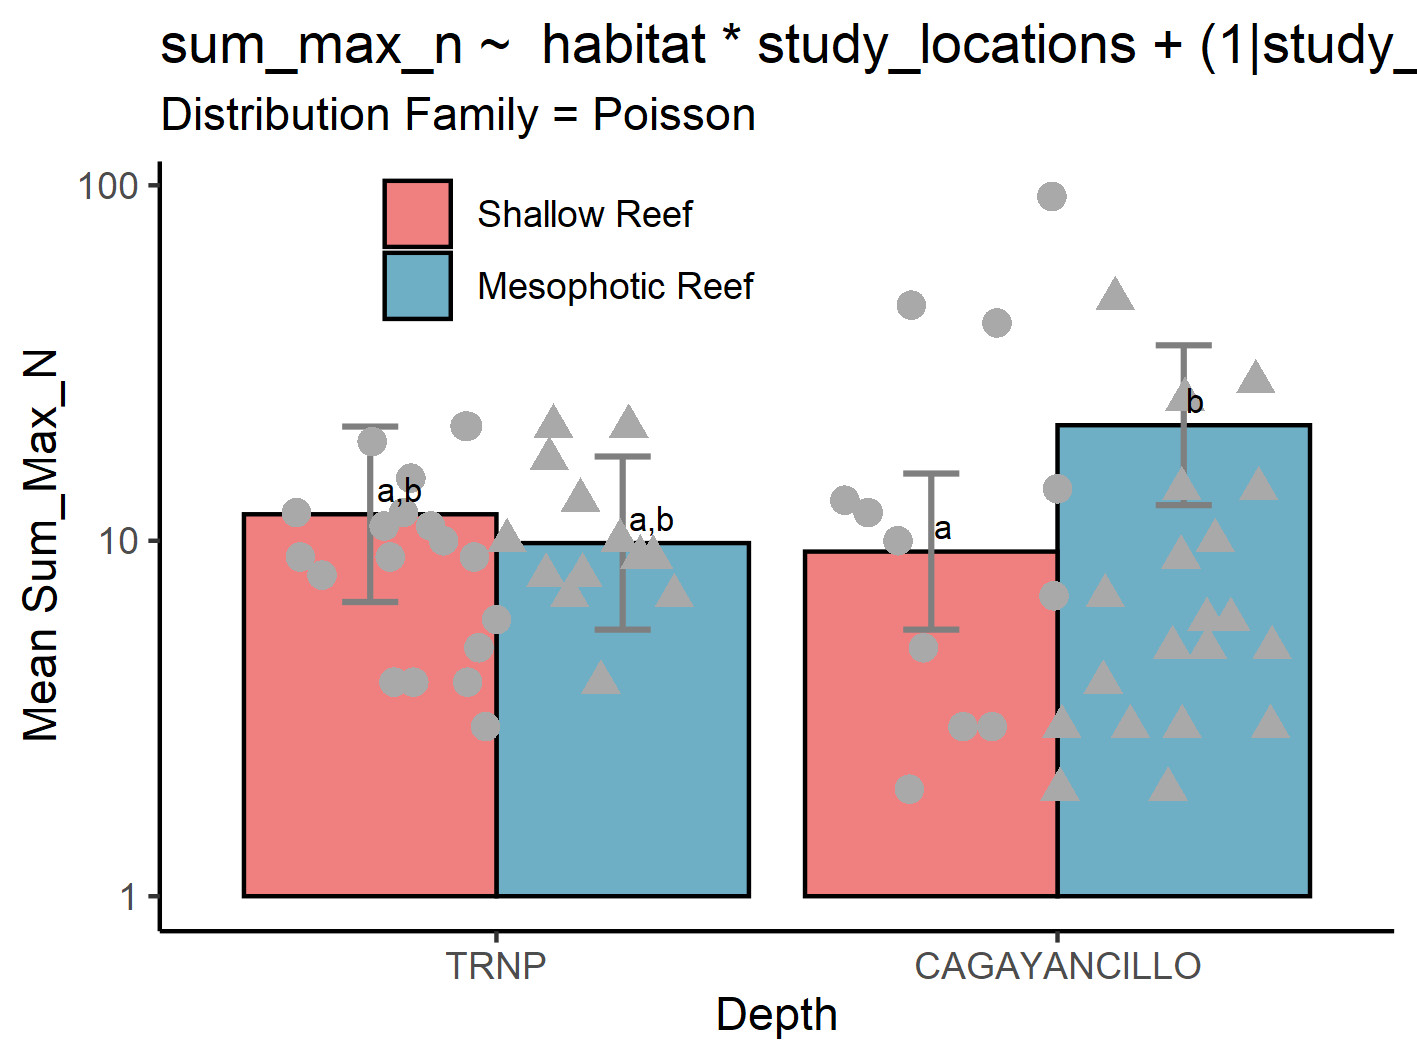 sum_max_n ~  habitat * study_locations + (1|study_
Distribution Family = Poisson
100
Shallow Reef
Mesophotic Reef
b
a,b
a,b
a
10
1
Mean Sum_Max_N
TRNP
CAGAYANCILLO
Depth